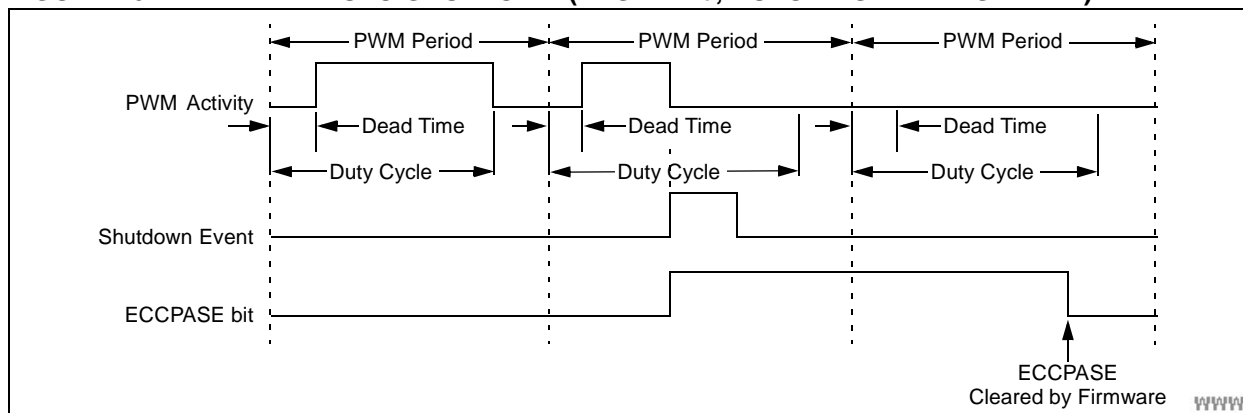 PWM Period PWM Period PWM Period
PWM Activity
Dead Time Dead Time Dead Time
Duty Cycle Duty Cycle Duty Cycle
Shutdown Event
ECCPASE bit
ECCPASE
Cleared by Firmware
www